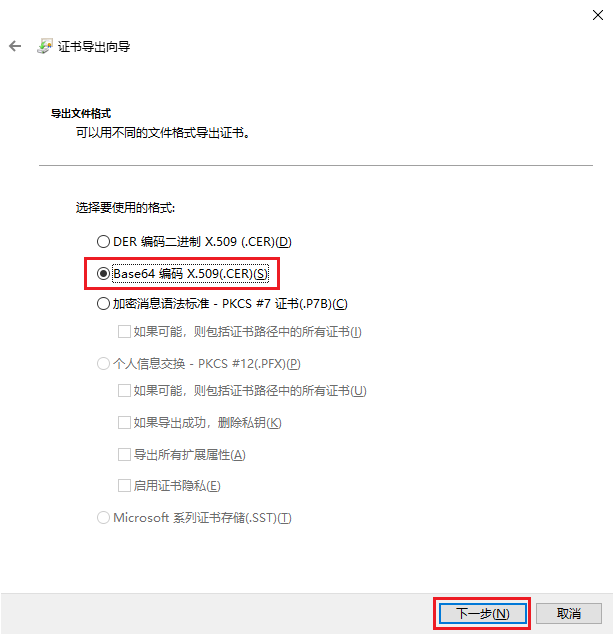 证书导出向导
导出文件格式
可以用不同的文件格式导出证书。
选择要使用的格式:
DER 编码二进制 X.509 (.CER)(D)
Base64 编码 X.509(.CER)(S)
加密消息语法标准 - PKCS #7 证书(.P7B)(C)
如果可能，则包括证书路径中的所有证书(I)
个人信息交换 - PKCS #12(.PFX)(P)
如果可能，则包括证书路径中的所有证书(U)
如果导出成功，删除私钥(K)
导出所有扩展属性(A)
启用证书隐私(E)
Microsoft 系列证书存储(.SST)(T)
下一步(N) 取消